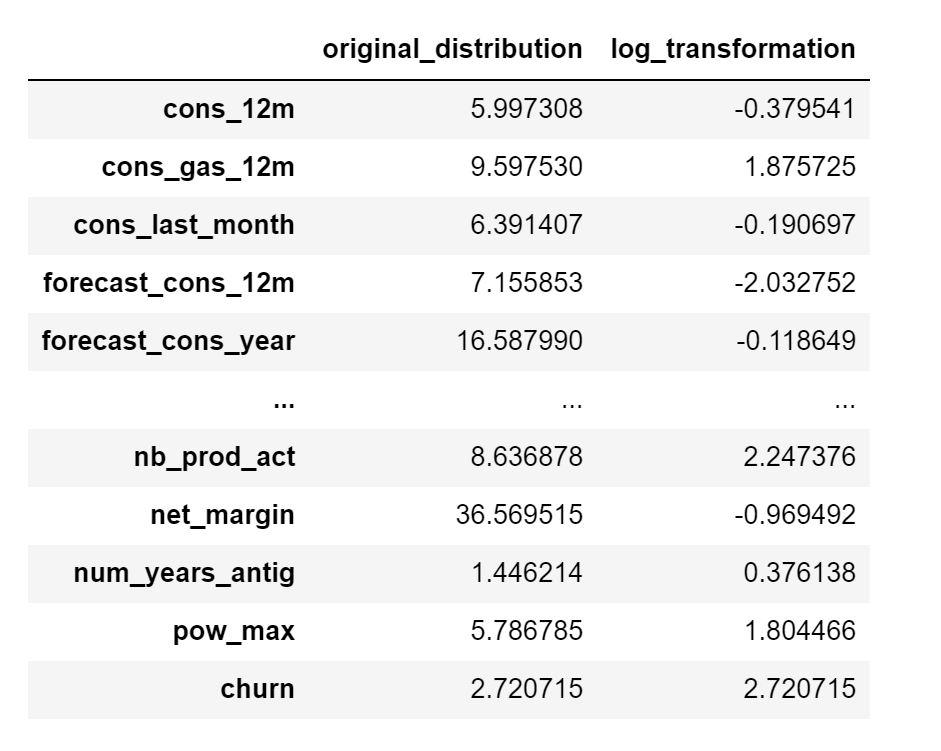 original_distribution log_transformation
cons_12m 5.997308 -0.379541
cons_gas_12m 9.597530 1.875725
cons_last_month 6.391407 -0.190697
forecast_cons_12m 7.155853 -2.032752
forecast_cons_year 16.587990 -0.118649
... ... ...
nb_prod_act 8.636878 2.247376
net_margin 36.569515 -0.969492
num_years_antig 1.446214 0.376138
pow_max 5.786785 1.804466
churn 2.720715 2.720715